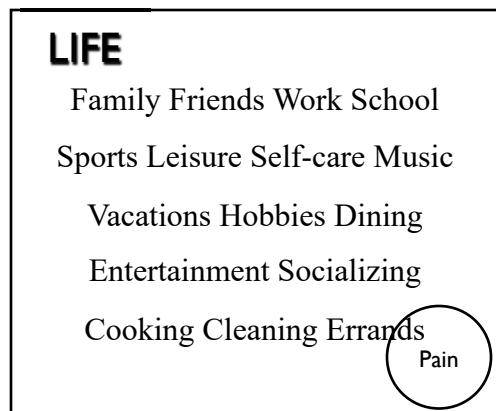 LIFE
Family Friends Work School
Sports Leisure Self-care Music
Vacations Hobbies Dining
Entertainment Socializing
Cooking Cleaning Errands
Pain